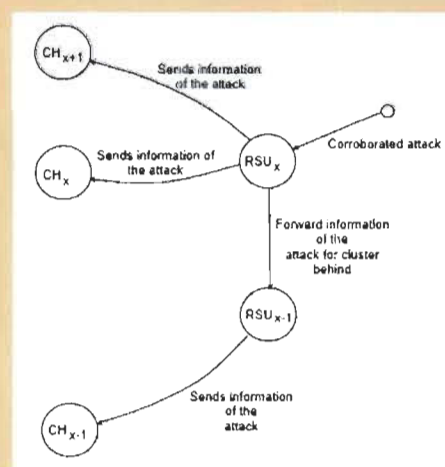 CHx+1
Sends information
of the attack
Corroborated attack
RSUx
Sends information of
the attack
CHx
Forward information
of the
attack for cluster
behind
RSUx-1
Sends information
of the
attack
CHx-1